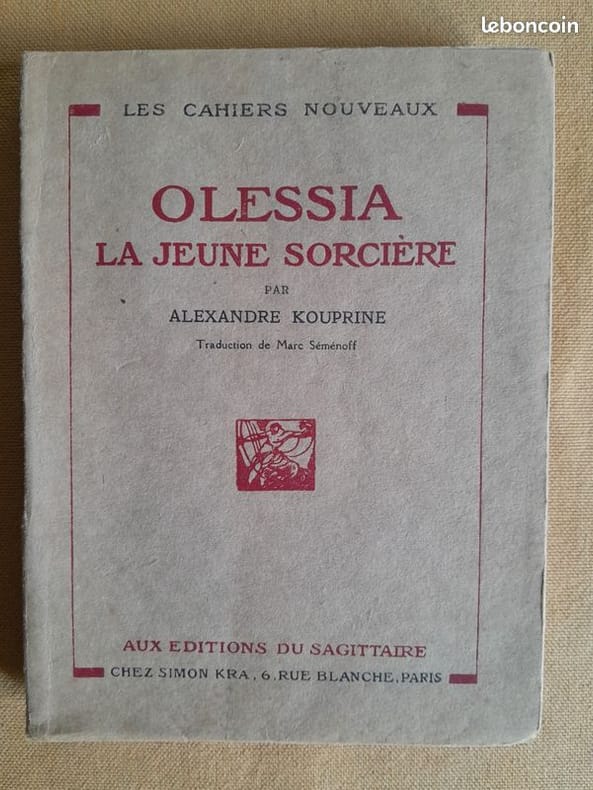 leboncoin
LES CAHIERS NOUVEAUX
OLESSIA
LA JEUNE SORCIÈRE
PAR
ALEXANDRE KOUPRINE
Traduction de Marc Séménoff
AUX EDITIONS DU SAGITTAIRE
CHEZ SIMON KRA, 6, RUE BLANCHE, PARIS